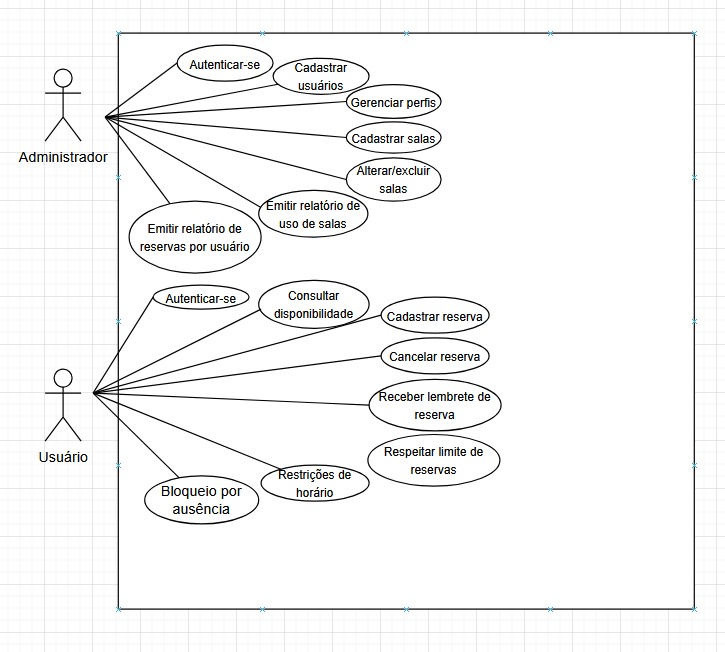 Autenticar-se
Cadastrar
usuários
Gerenciar perfis
Administrador
Cadastrar salas
Alterar/excluir
salas
Emitir relatório de
uso de salas
Emitir relatório de
reservas por usuário
Autenticar-se
Consultar
disponibilidade
Cadastrar reserva
Cancelar reserva
Receber lembrete de
reserva
Usuário
Respeitar limite de
reservas
Restrições de
horário
Bloqueio por
ausência